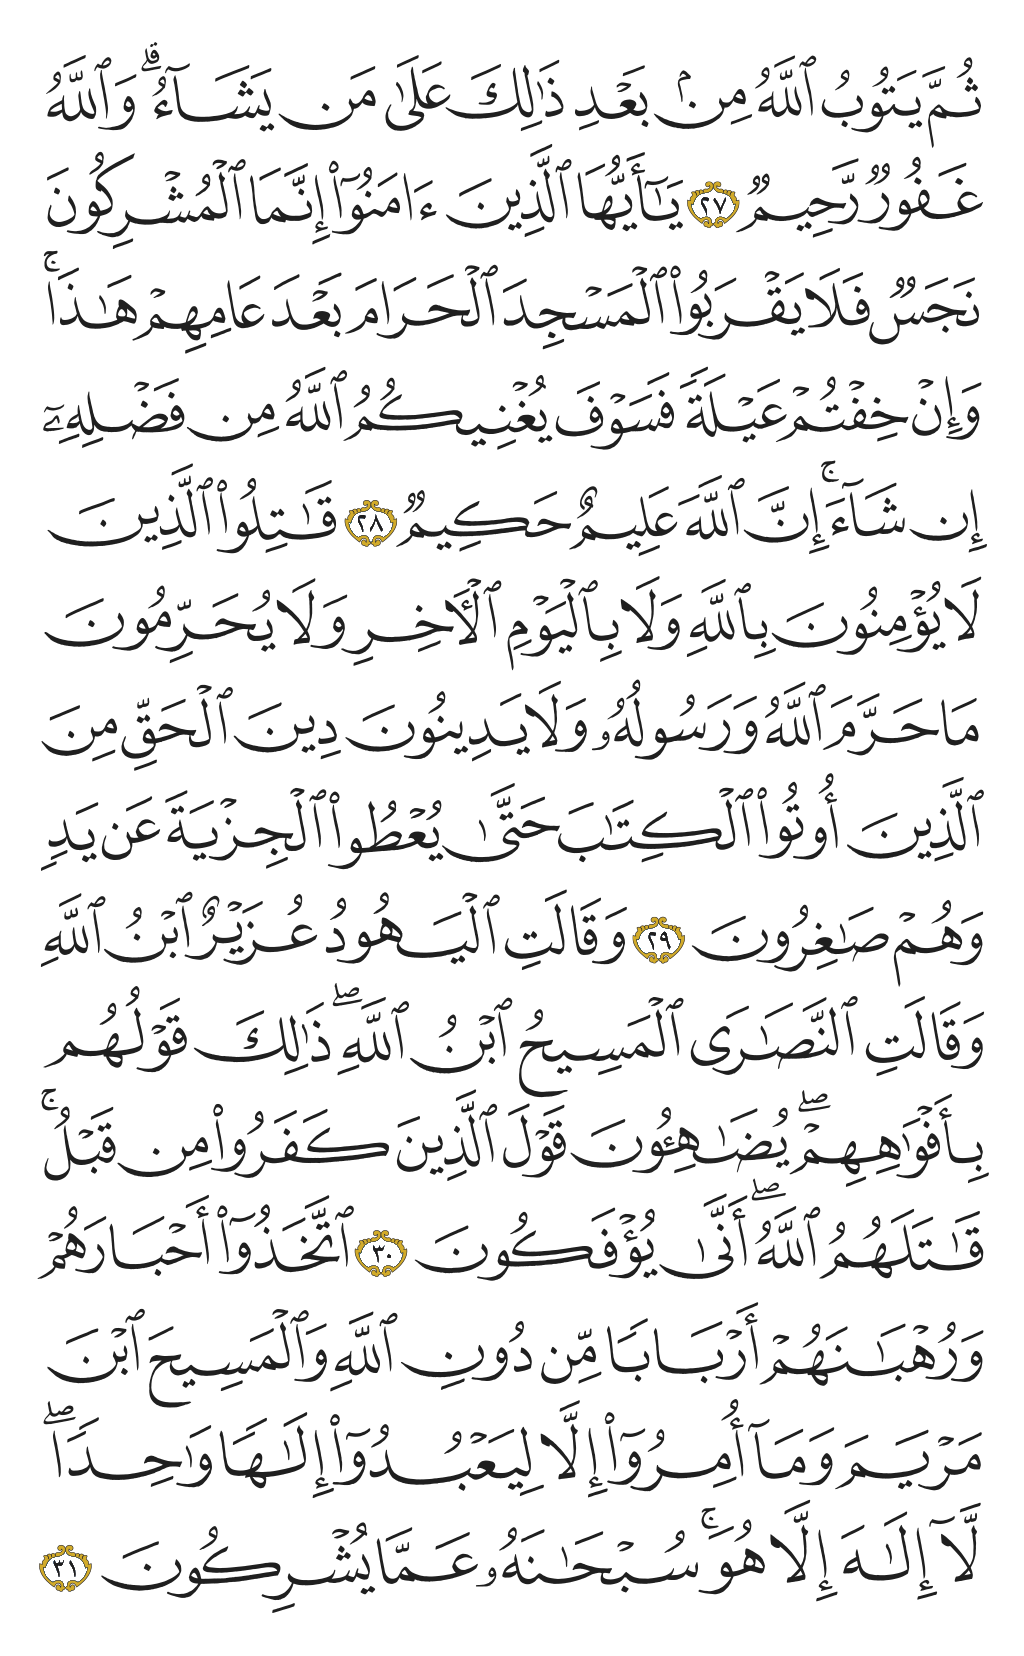 ثُمَّ يَتُوبُ ٱللَّهُ مِنۢ بَعۡدِ ذَٰلِكَ عَلَىٰ مَن يَشَآءُۗ وَٱللَّهُ
غَفُورٞ رَّحِيمٞ ٢٧ يَٰٓأَيُّهَا ٱلَّذِينَ ءَامَنُوٓاْ إِنَّمَا ٱلۡمُشۡرِكُونَ
نَجَسٞ فَلَا يَقۡرَبُواْ ٱلۡمَسۡجِدَ ٱلۡحَرَامَ بَعۡدَ عَامِهِمۡ هَٰذَاۚ
وَإِنۡ خِفۡتُمۡ عَيۡلَةٗ فَسَوۡفَ يُغۡنِيكُمُ ٱللَّهُ مِن فَضۡلِهِۦٓ
إِن شَآءَۚ إِنَّ ٱللَّهَ عَلِيمٌ حَكِيمٞ ٢٨ قَٰتِلُواْ ٱلَّذِينَ
لَا يُؤۡمِنُونَ بِٱللَّهِ وَلَا بِٱلۡيَوۡمِ ٱلۡأٓخِرِ وَلَا يُحَرِّمُونَ
مَا حَرَّمَ ٱللَّهُ وَرَسُولُهُۥ وَلَا يَدِينُونَ دِينَ ٱلۡحَقِّ مِنَ
ٱلَّذِينَ أُوتُواْ ٱلۡكِتَٰبَ حَتَّىٰ يُعۡطُواْ ٱلۡجِزۡيَةَ عَن يَدٖ
وَهُمۡ صَٰغِرُونَ ٢٩ وَقَالَتِ ٱلۡيَهُودُ عُزَيۡرٌ ٱبۡنُ ٱللَّهِ
وَقَالَتِ ٱلنَّصَٰرَى ٱلۡمَسِيحُ ٱبۡنُ ٱللَّهِۖ ذَٰلِكَ قَوۡلُهُم
بِأَفۡوَٰهِهِمۡۖ يُضَٰهِـُٔونَ قَوۡلَ ٱلَّذِينَ كَفَرُواْ مِن قَبۡلُۚ
قَٰتَلَهُمُ ٱللَّهُۖ أَنَّىٰ يُؤۡفَكُونَ ٣٠ ٱتَّخَذُوٓاْ أَحۡبَارَهُمۡ
وَرُهۡبَٰنَهُمۡ أَرۡبَابٗا مِّن دُونِ ٱللَّهِ وَٱلۡمَسِيحَ ٱبۡنَ
مَرۡيَمَ وَمَآ أُمِرُوٓاْ إِلَّا لِيَعۡبُدُوٓاْ إِلَٰهٗا وَٰحِدٗاۖ
لَّآ إِلَٰهَ إِلَّا هُوَۚ سُبۡحَٰنَهُۥ عَمَّا يُشۡرِكُونَ ٣١